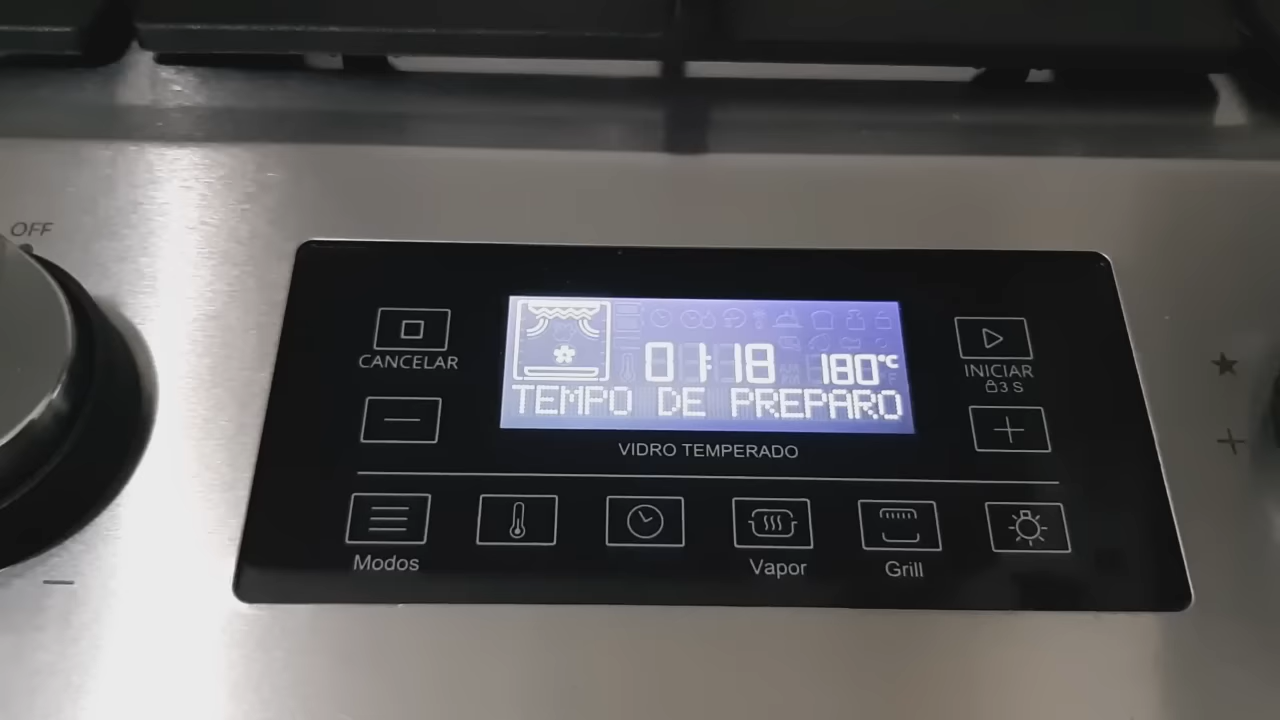 OFF
CANCELAR
01:18 180°C
TEMPO DE PREPARO
INICIAR
3 S
VIDRO TEMPERADO
Modos
Vapor
Grill